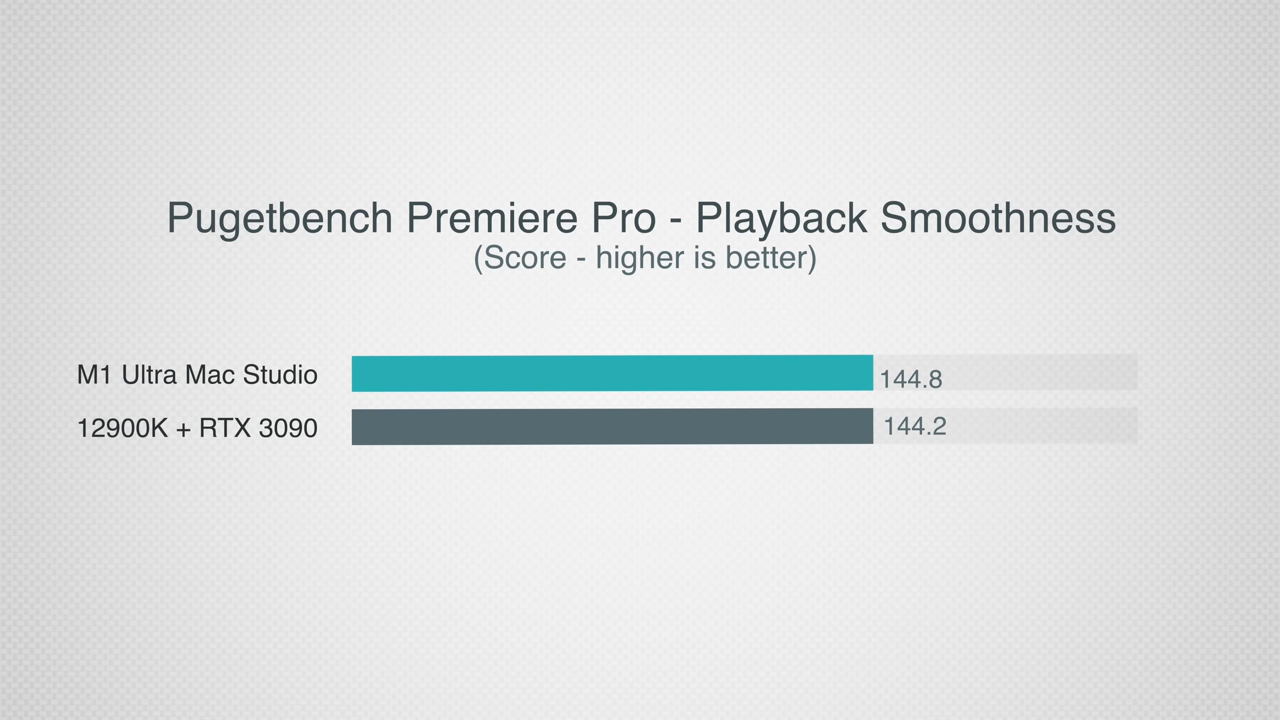 Pugetbench Premiere Pro - Playback Smoothness
(Score - higher is better)
M1 Ultra Mac Studio 144.8
12900K + RTX 3090 144.2